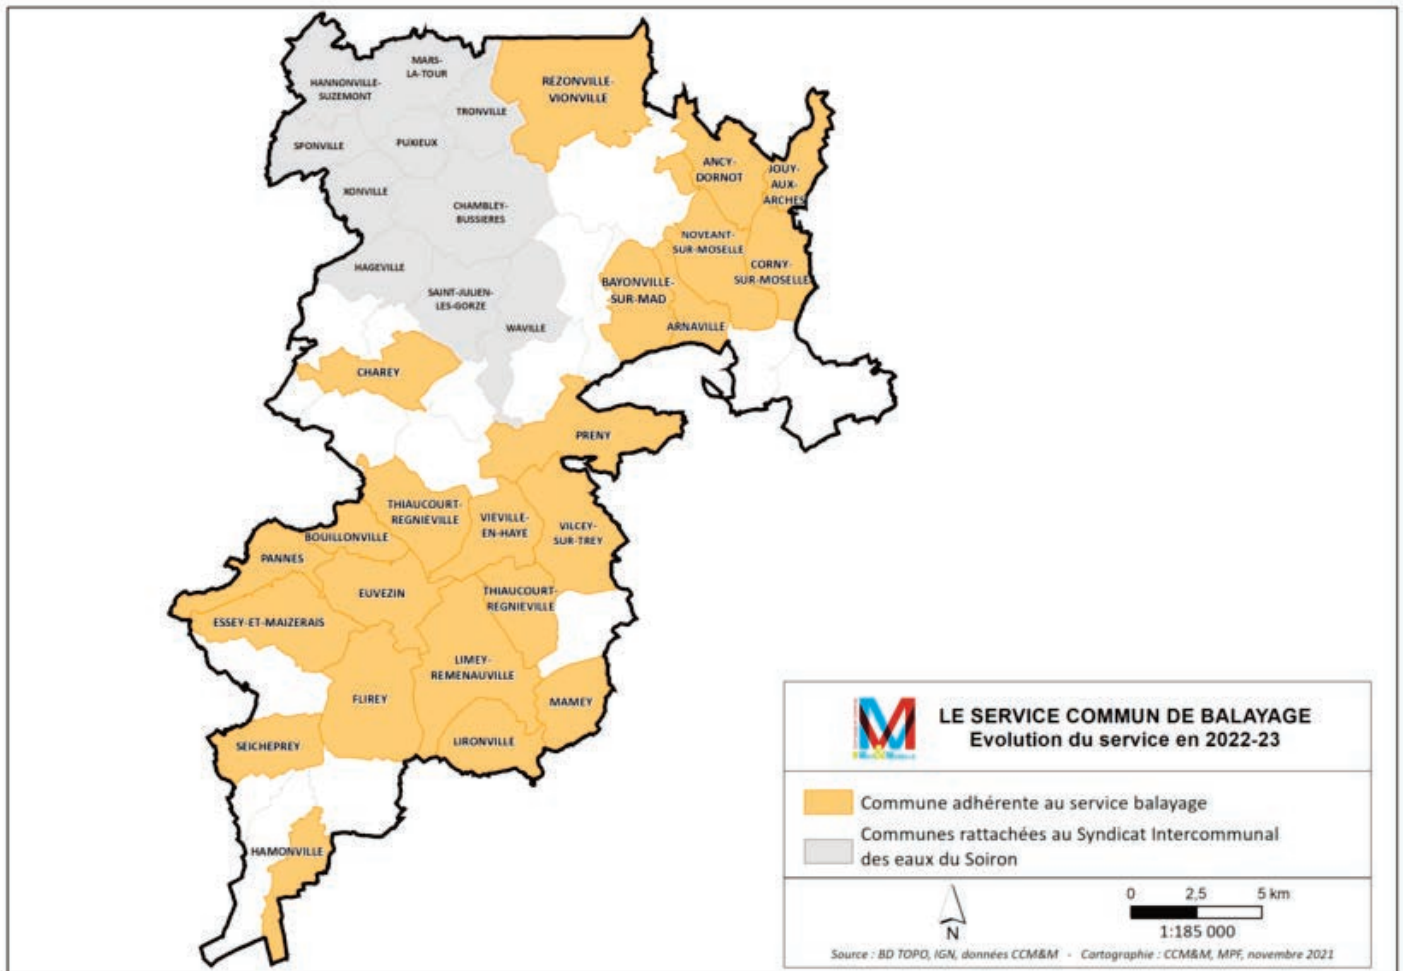 MARS-
LA-TOUR
HANNONVILLE-
SUZEMONT
REZONVILLE-
VIONVILLE
TRONVILLE
SPONVILLE
PUXIEUX
ANCY-
DORNOT
JOUY-
AUX-
ARCHES
XONVILLE
CHAMBLEY-
BUSSIERES
NOVEANT-
SUR-MOSELLE
HAGEVILLE
CORNY-
SUR-MOSELLE
BAYONVILLE-
SUR-MAD
SAINT-JULIEN-
LES-GORZE
WAVILLE
ARNAVILLE
CHAREY
PRENY
THIAUCOURT-
REGNIEVILLE
VIEVILLE-
EN-HAYE
VILCEY-
SUR-TREY
BOUILLONVILLE
PANNES
EUVEZIN
THIAUCOURT-
REGNIEVILLE
ESSEY-ET-MAIZERAIS
LIMEY-
REMENAUVILLE
FLIREY
MAMEY
SEICHEPREY
LIRONVILLE
HAMONVILLE
LE SERVICE COMMUN DE BALAYAGE
Evolution du service en 2022-23
Commune adhérente au service balayage
Communes rattachées au Syndicat Intercommunal
des eaux du Soiron
N
0 2,5 5 km
1:185 000
Source : BD TOPO, IGN, données CCM&M - Cartographie : CCM&M, MPF, novembre 2021